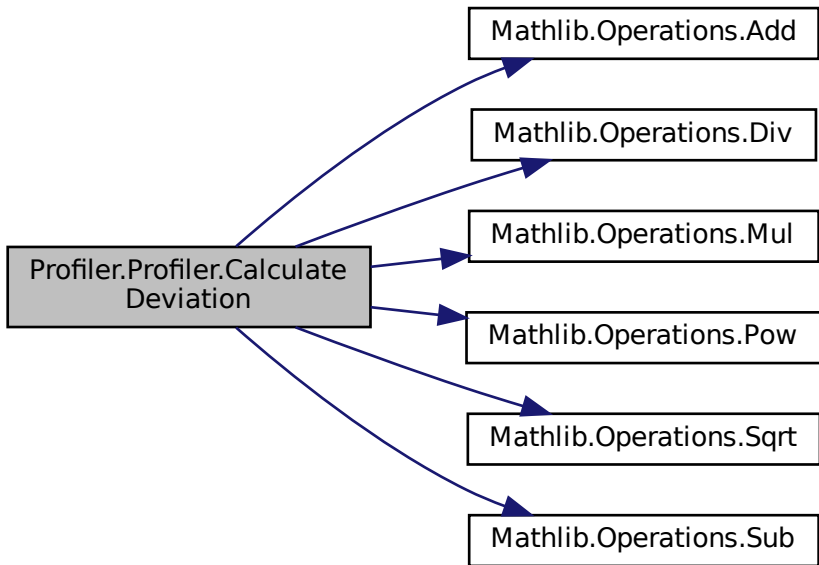 Mathlib.Operations.Add
Mathlib.Operations.Div
Mathlib.Operations.Mul
Profiler.Profiler.Calculate
Deviation
Mathlib.Operations.Pow
Mathlib.Operations.Sqrt
Mathlib.Operations.Sub